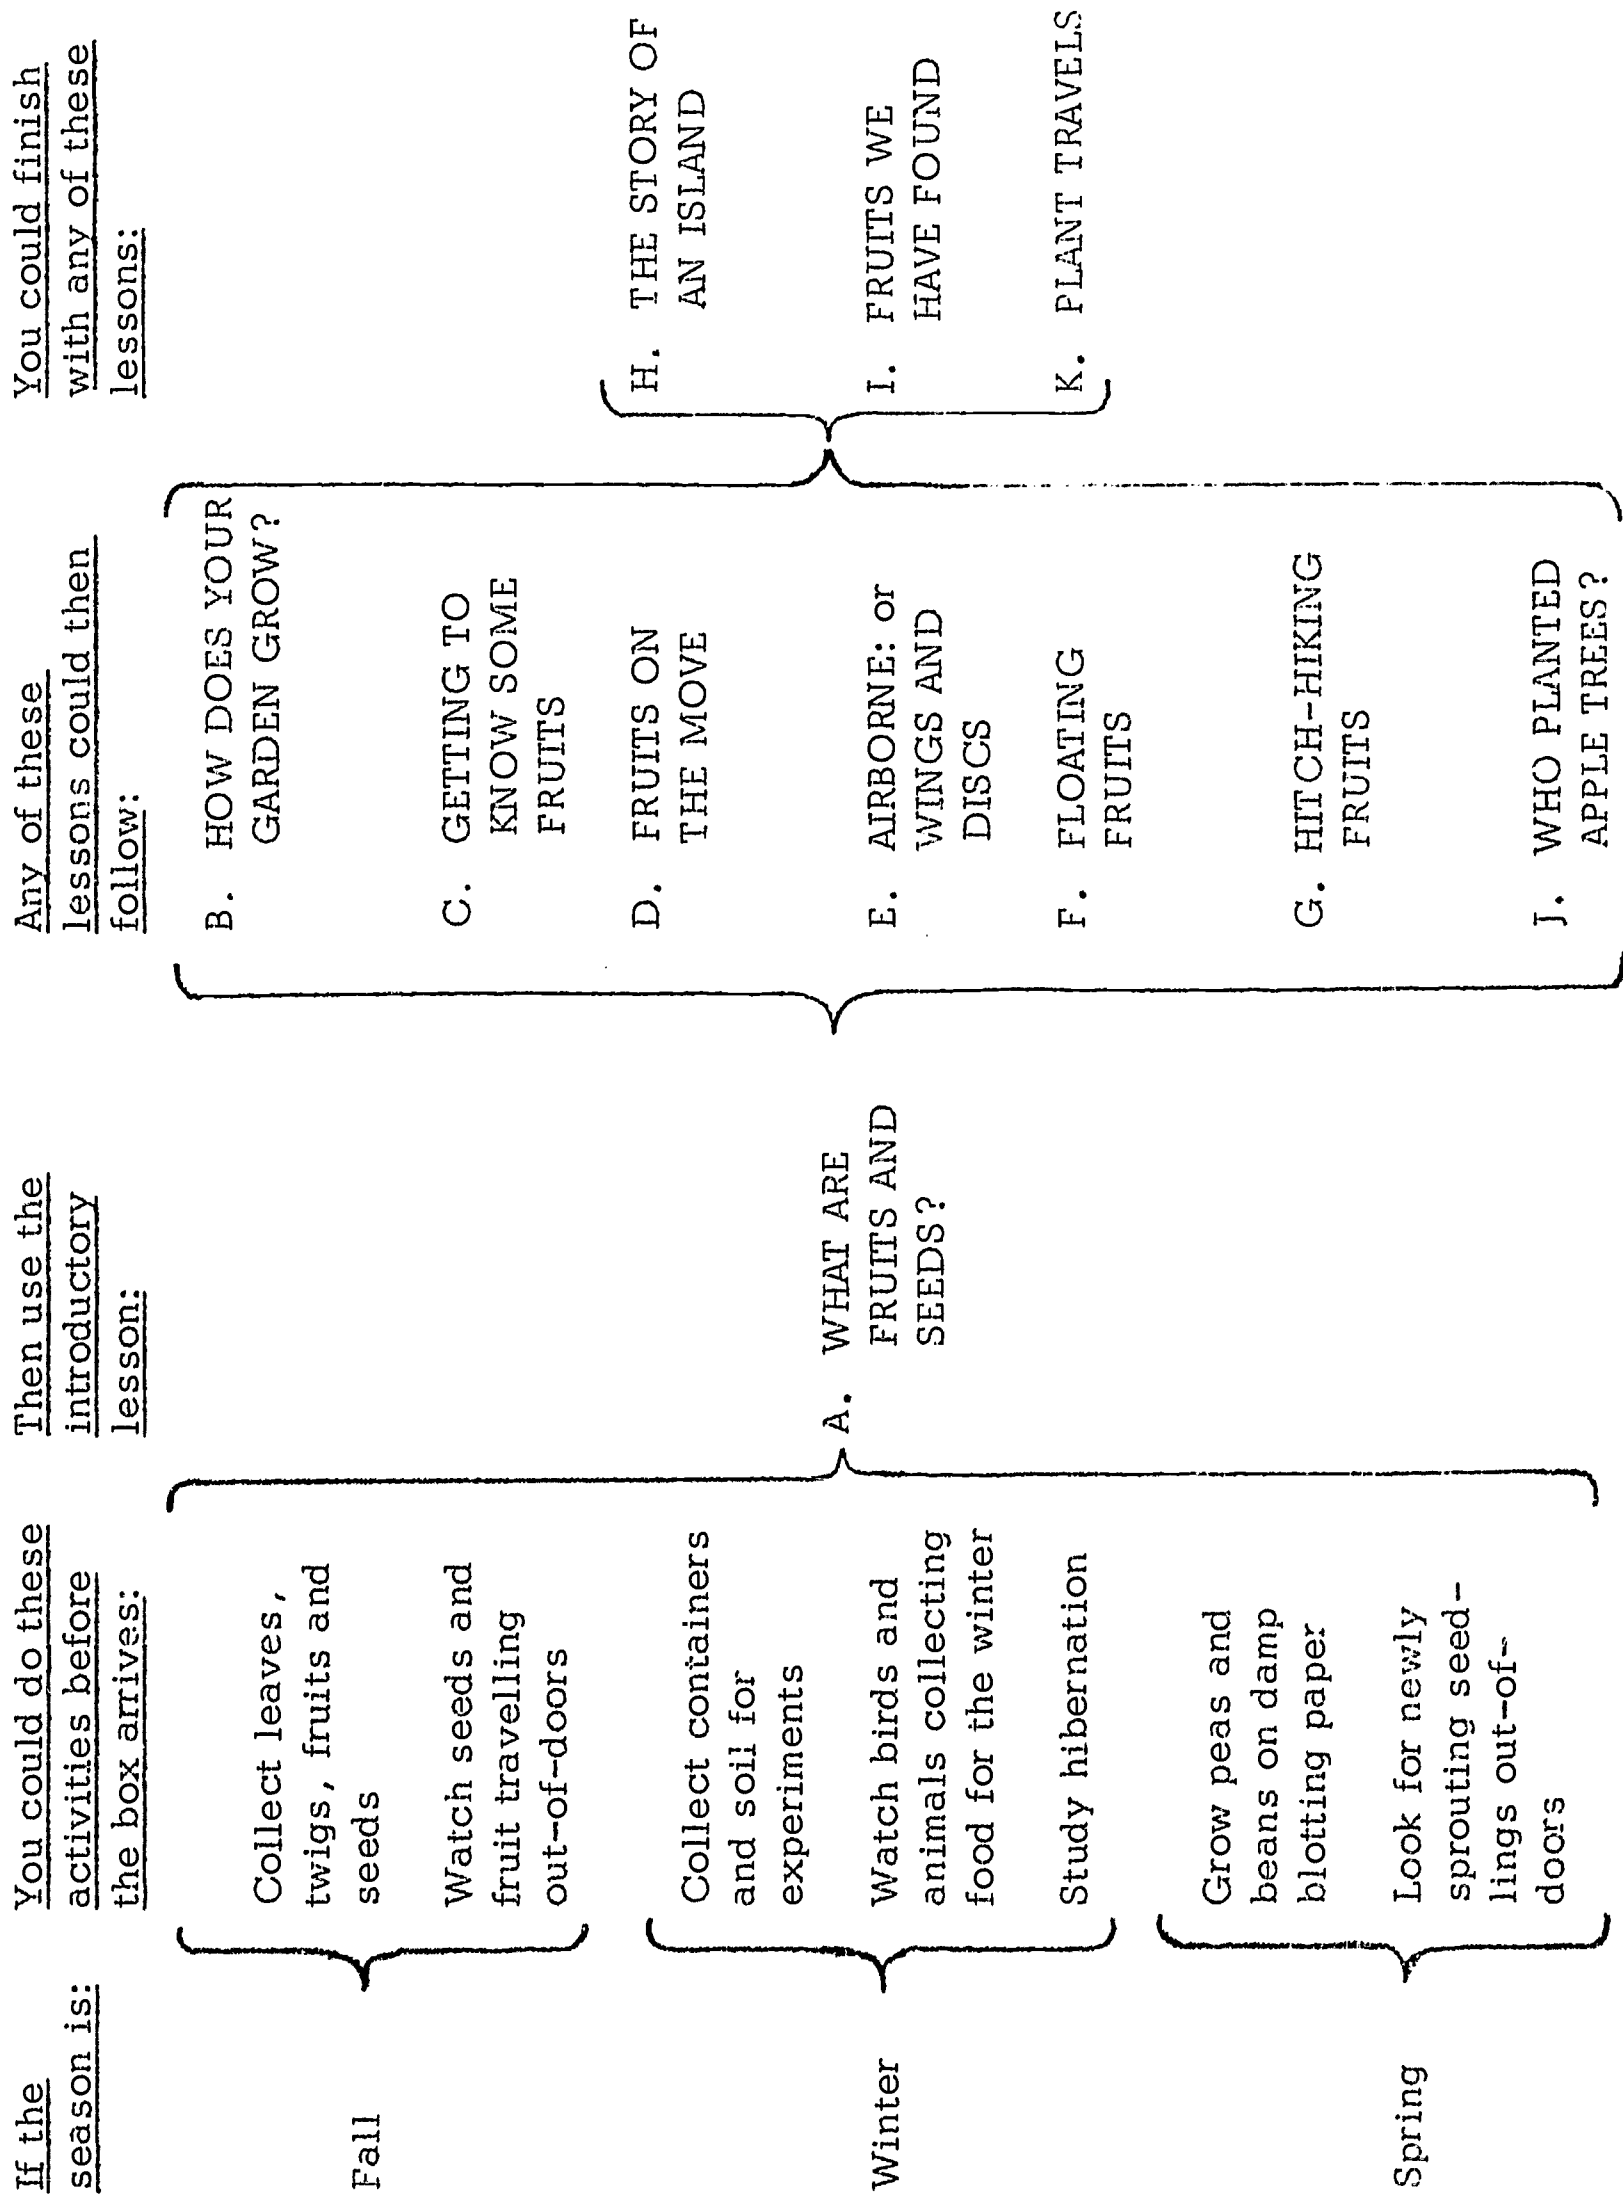 If the
season is:
Fall
Winter
Spring
You could do these
activities before
the box arrives:
Collect leaves,
twigs, fruits and
seeds
Watch seeds and
fruit travelling
out-of-doors
Collect containers
and soil for
experiments
Watch birds and
animals collecting
food for the winter
Study hibernation
Grow peas and
beans on damp
blotting paper
Look for newly
sprouting seed-
lings out-of-
doors
Then use the
introductory
lesson:
A. WHAT ARE
FRUITS AND
SEEDS?
Any of these
lessons could then
follow:
B. HOW DOES YOUR
GARDEN GROW?
C. GETTING TO
KNOW SOME
FRUITS
D. FRUITS ON
THE MOVE
E. AIRBORNE: or
WINGS AND
DISCS
F. FLOATING
FRUITS
G. HITCH-HIKING
FRUITS
J. WHO PLANTED
APPLE TREES?
You could finish
with any of these
lessons:
H. THE STORY OF
AN ISLAND
I. FRUITS WE
HAVE FOUND
K. PLANT TRAVELS